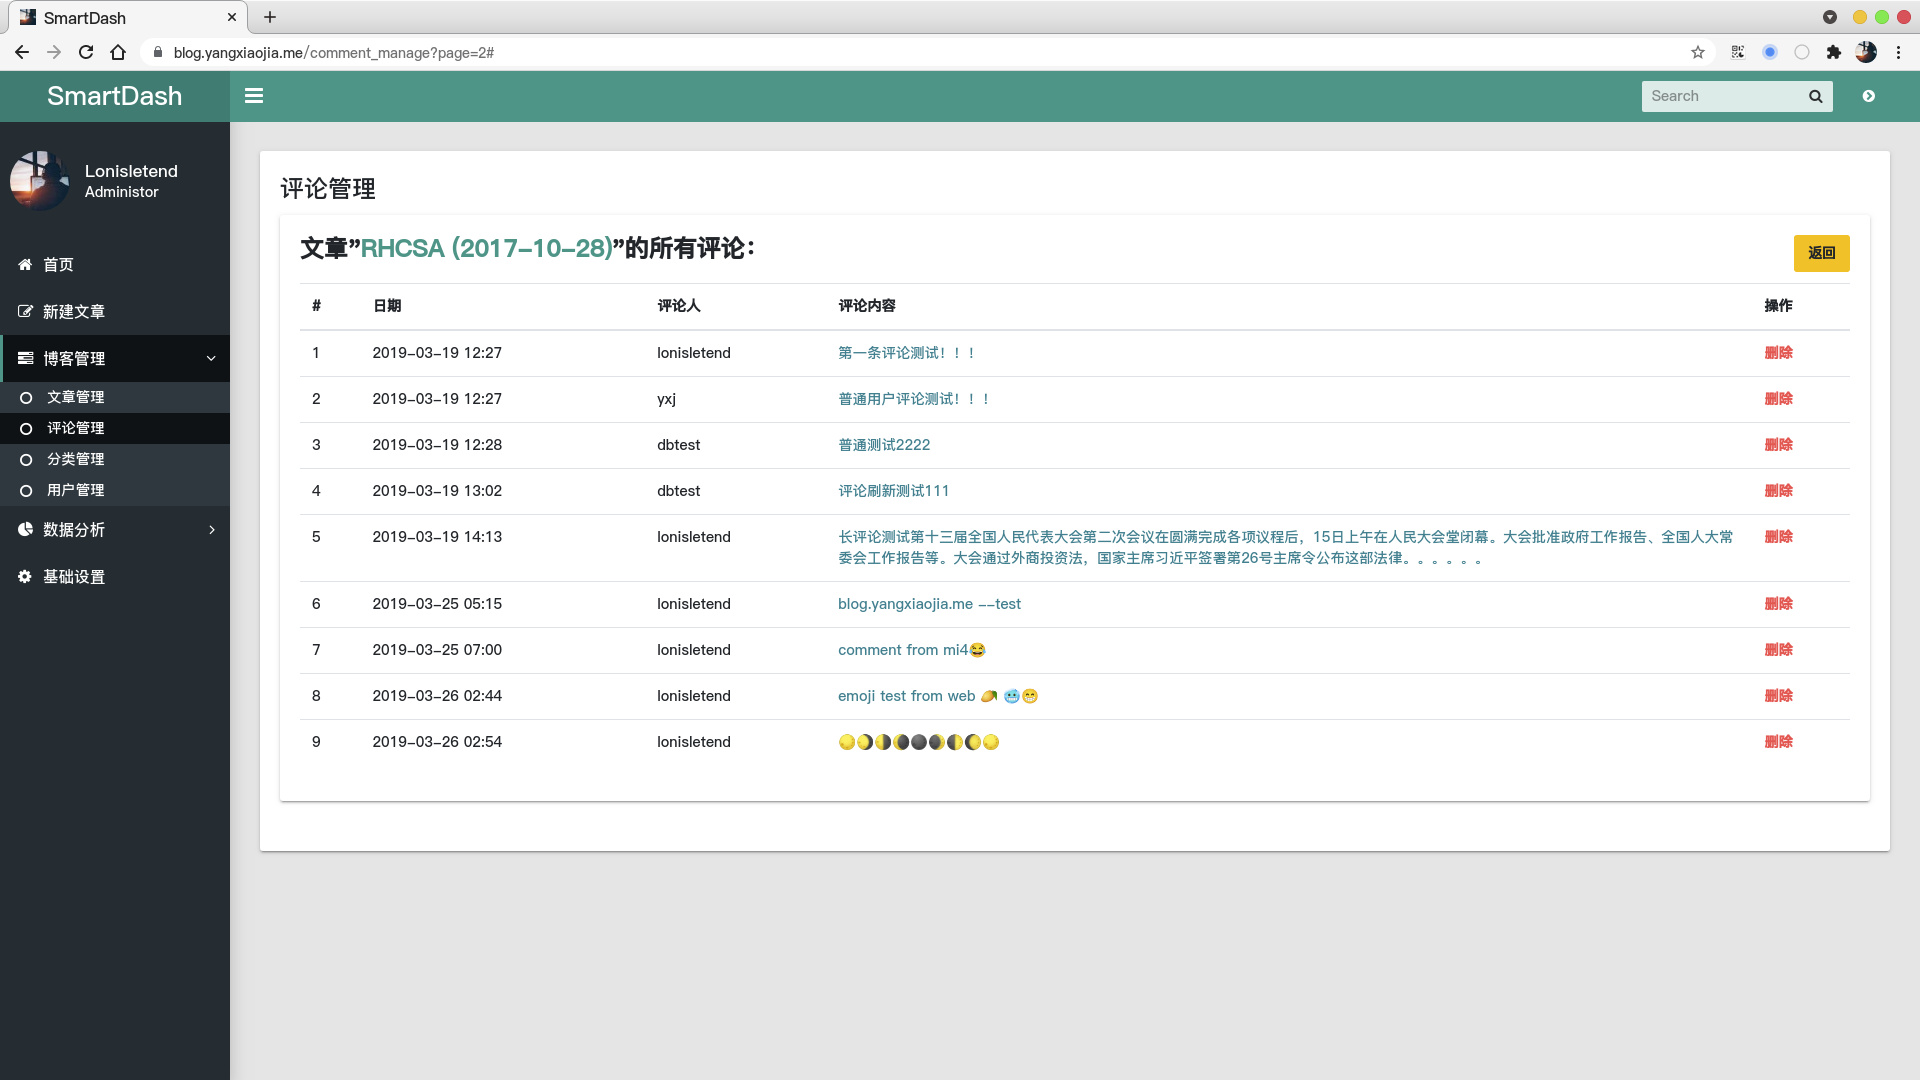 SmartDash
blog.yangxiaojia.me/comment_manage?page=2#
SmartDash
Search
Lonisletend
Administor
首页
新建文章
博客管理
文章管理
评论管理
分类管理
用户管理
数据分析
基础设置
评论管理
文章”RHCSA (2017-10-28)”的所有评论：
返回
# 日期 评论人 评论内容 操作
1 2019-03-19 12:27 lonisletend 第一条评论测试！！！ 删除
2 2019-03-19 12:27 yxj 普通用户评论测试！！！ 删除
3 2019-03-19 12:28 dbtest 普通测试2222 删除
4 2019-03-19 13:02 dbtest 评论刷新测试111 删除
5 2019-03-19 14:13 lonisletend 长评论测试第十三届全国人民代表大会第二次会议在圆满完成各项议程后，15日上午在人民大会堂闭幕。大会批准政府工作报告、全国人大常 删除
委会工作报告等。大会通过外商投资法，国家主席习近平签署第26号主席令公布这部法律。。。。。。
6 2019-03-25 05:15 lonisletend blog.yangxiaojia.me --test 删除
7 2019-03-25 07:00 lonisletend comment from mi4😆 删除
8 2019-03-26 02:44 lonisletend emoji test from web 🥭 🥶😁 删除
9 2019-03-26 02:54 lonisletend 🌕🌖🌗🌘🌑🌒🌓🌔🌕 删除